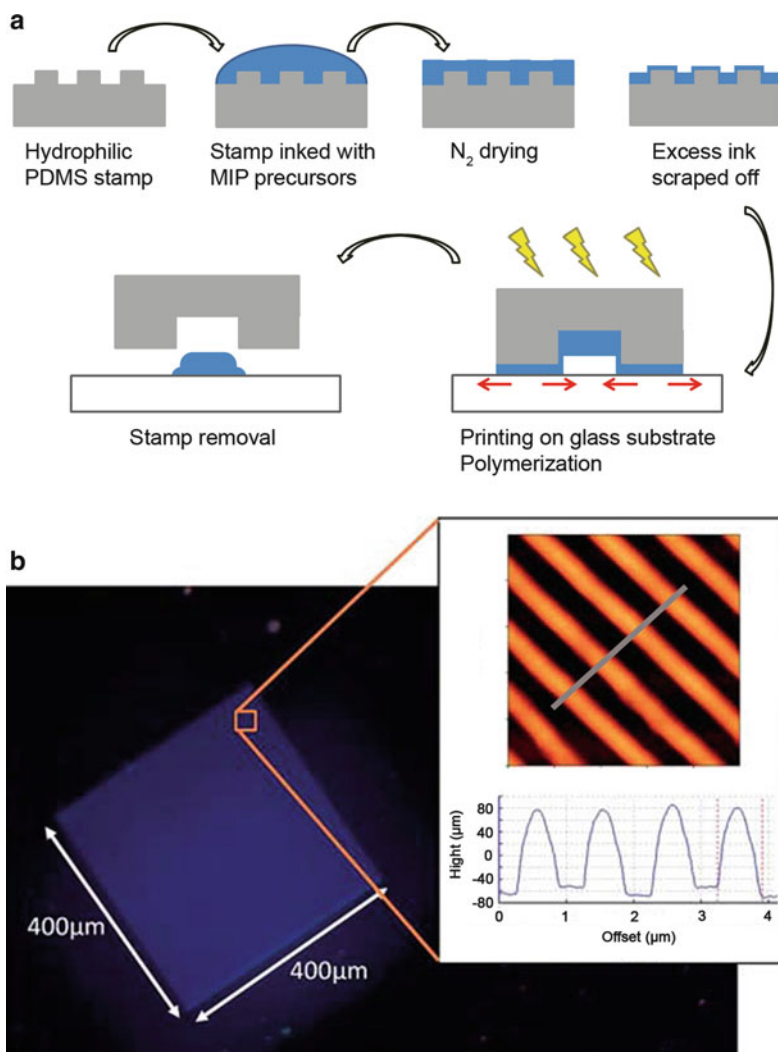 a
Hydrophilic
PDMS stamp
Stamp inked with
MIP precursors
N₂ drying
Excess ink
scraped off
Stamp removal
Printing on glass substrate
Polymerization
b
400µm
400µm
Hight (µm)
80
40
0
-40
-80
0
1
2
3
4
Offset (µm)